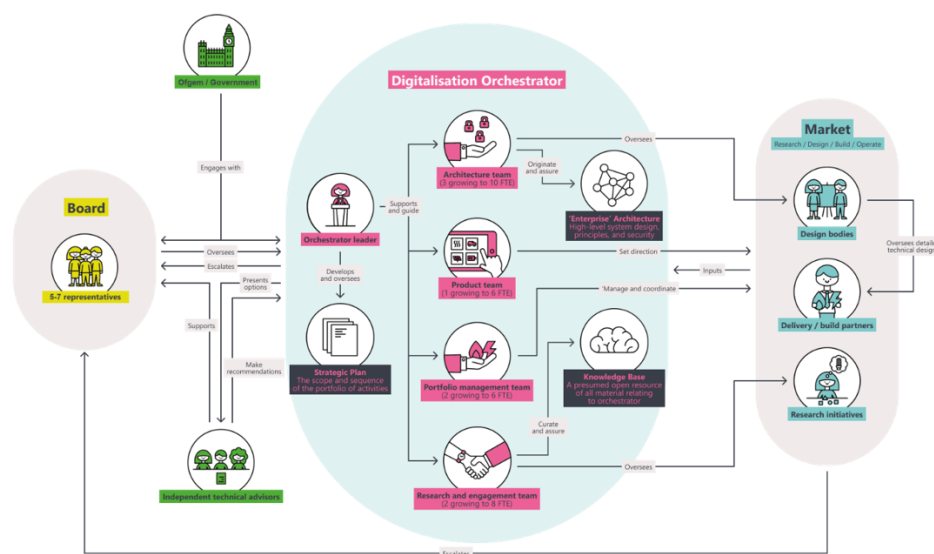 Ofgem / Government
Engages with
Board
5-7 representatives
Oversees
Escalates
Presents
options
Supports
Make
recommendations
Independent technical advisors
Digitalisation Orchestrator
Orchestrator leader
Supports
and guide
Develops
and oversees
Strategic Plan
The scope and sequence
of the portfolio of activities
Architecture team
(3 growing to 10 FTE)
Originate
and assure
'Enterprise' Architecture
High-level system design,
principles, and security
Product team
(1 growing to 6 FTE)
Portfolio management team
(2 growing to 6 FTE)
Knowledge Base
A presumed open resource
of all material relating
to orchestrator
Curate
and assure
Research and engagement team
(2 growing to 8 FTE)
Oversees
Set direction
Inputs
'Manage and coordinate
Oversees
Market
Research / Design / Build / Operate
Design bodies
Oversees detailed
technical design
Delivery / build partners
Research initiatives
Escalates